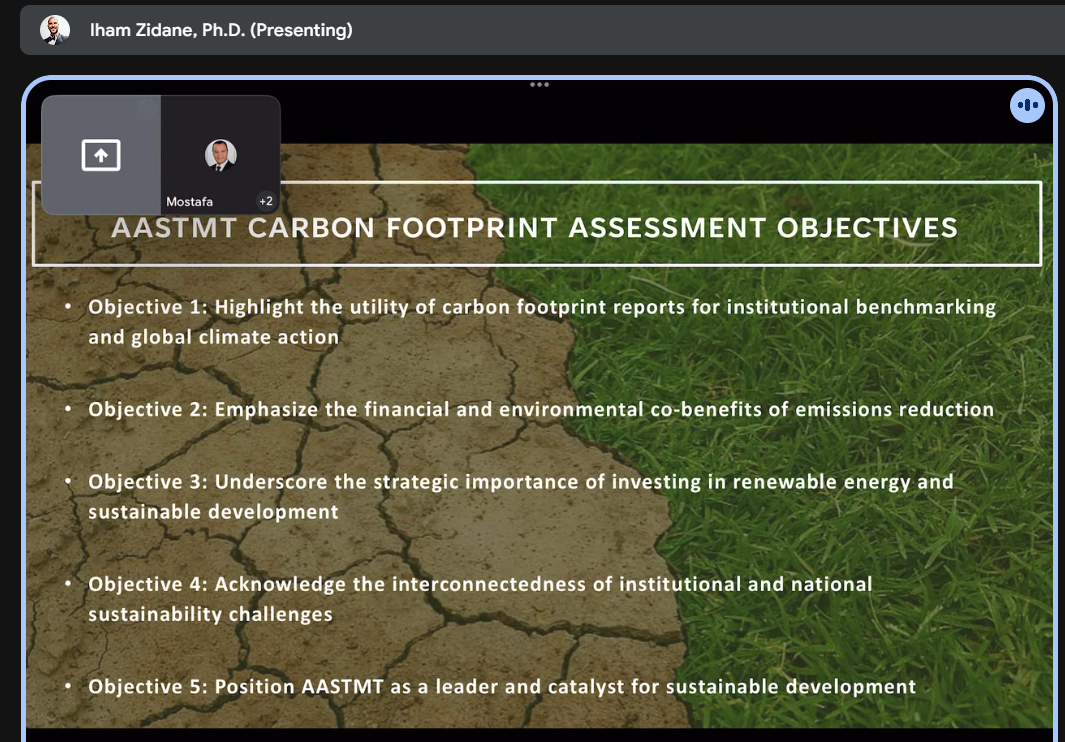 Iham Zidane, Ph.D. (Presenting)
Mostafa
+2
AASTMT CARBON FOOTPRINT ASSESSMENT OBJECTIVES
• Objective 1: Highlight the utility of carbon footprint reports for institutional benchmarking
and global climate action
• Objective 2: Emphasize the financial and environmental co-benefits of emissions reduction
• Objective 3: Underscore the strategic importance of investing in renewable energy and
sustainable development
• Objective 4: Acknowledge the interconnectedness of institutional and national
sustainability challenges
• Objective 5: Position AASTMT as a leader and catalyst for sustainable development